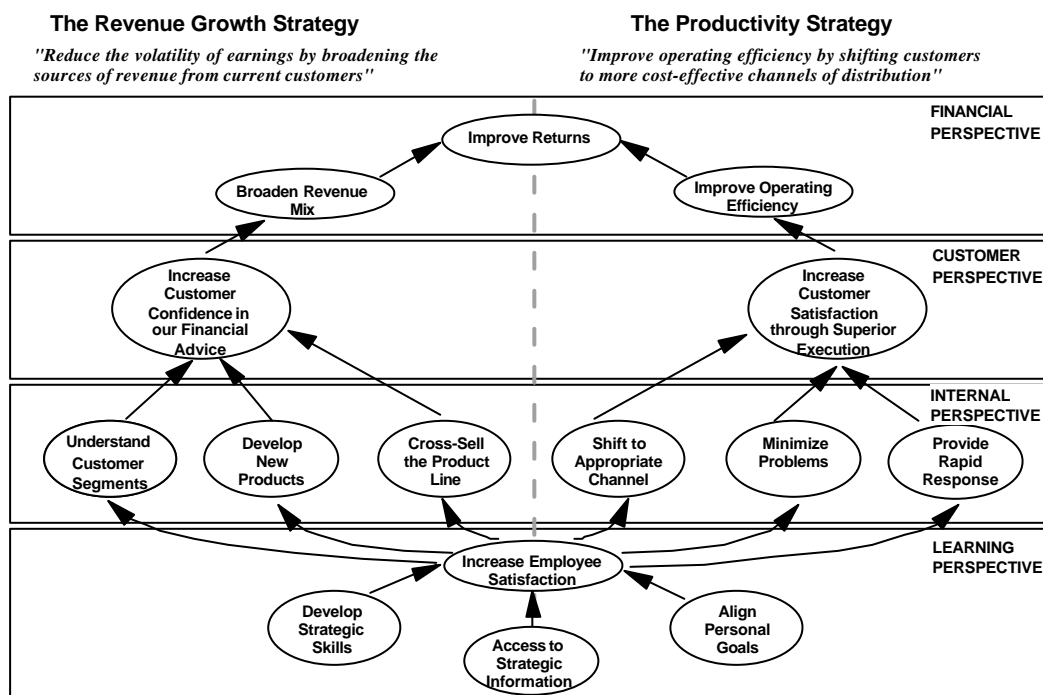 The Revenue Growth Strategy
"Reduce the volatility of earnings by broadening the
sources of revenue from current customers"
The Productivity Strategy
"Improve operating efficiency by shifting customers
to more cost-effective channels of distribution"
FINANCIAL
PERSPECTIVE
Improve Returns
Broaden Revenue
Mix
Improve Operating
Efficiency
CUSTOMER
PERSPECTIVE
Increase
Customer
Confidence in
our Financial
Advice
Increase
Customer
Satisfaction
through Superior
Execution
INTERNAL
PERSPECTIVE
Understand
Customer
Segments
Develop
New
Products
Cross-Sell
the Product
Line
Shift to
Appropriate
Channel
Minimize
Problems
Provide
Rapid
Response
LEARNING
PERSPECTIVE
Increase Employee
Satisfaction
Develop
Strategic
Skills
Access to
Strategic
Information
Align
Personal
Goals